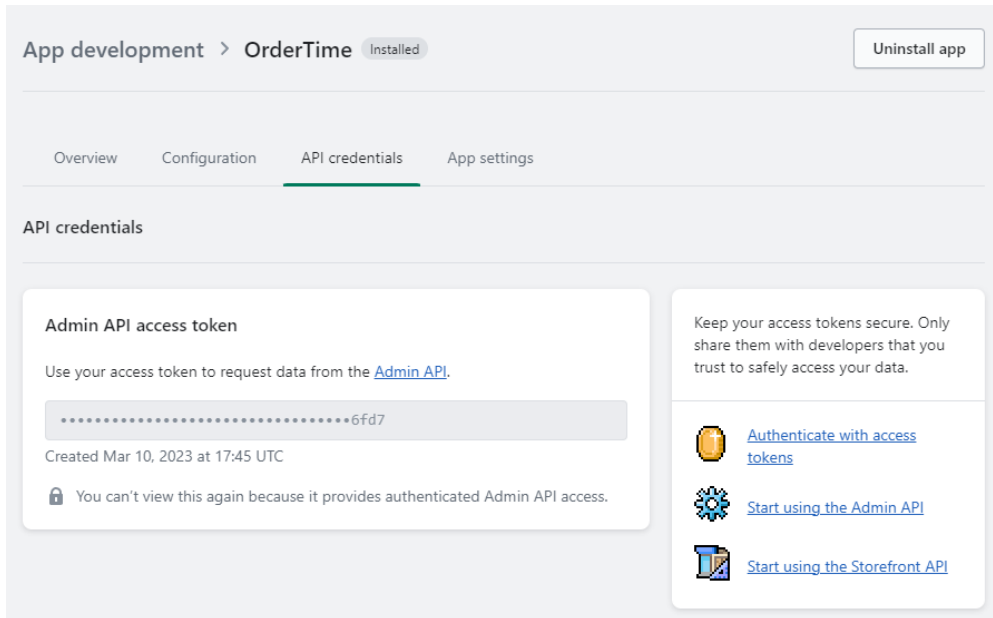 App development > OrderTime Installed
Uninstall app
Overview Configuration API credentials App settings
API credentials
Admin API access token
Use your access token to request data from the Admin API.
••••••••••••••••••••••••••••••••••6fd7
Created Mar 10, 2023 at 17:45 UTC
You can't view this again because it provides authenticated Admin API access.
Keep your access tokens secure. Only
share them with developers that you
trust to safely access your data.
Authenticate with access
tokens
Start using the Admin API
Start using the Storefront API